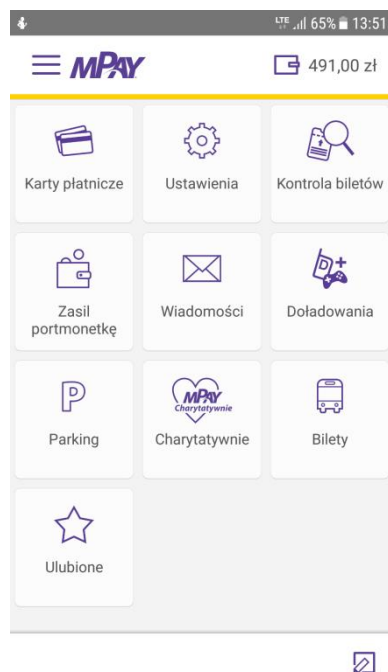 LTE 65% 13:51
mPAY 491,00 zł
Karty płatnicze
Ustawienia
Kontrola biletów
Zasil
portmonetkę
Wiadomości
Doładowania
P
Parking
mPAY
Charytatywnie
Charytatywnie
Bilety
Ulubione